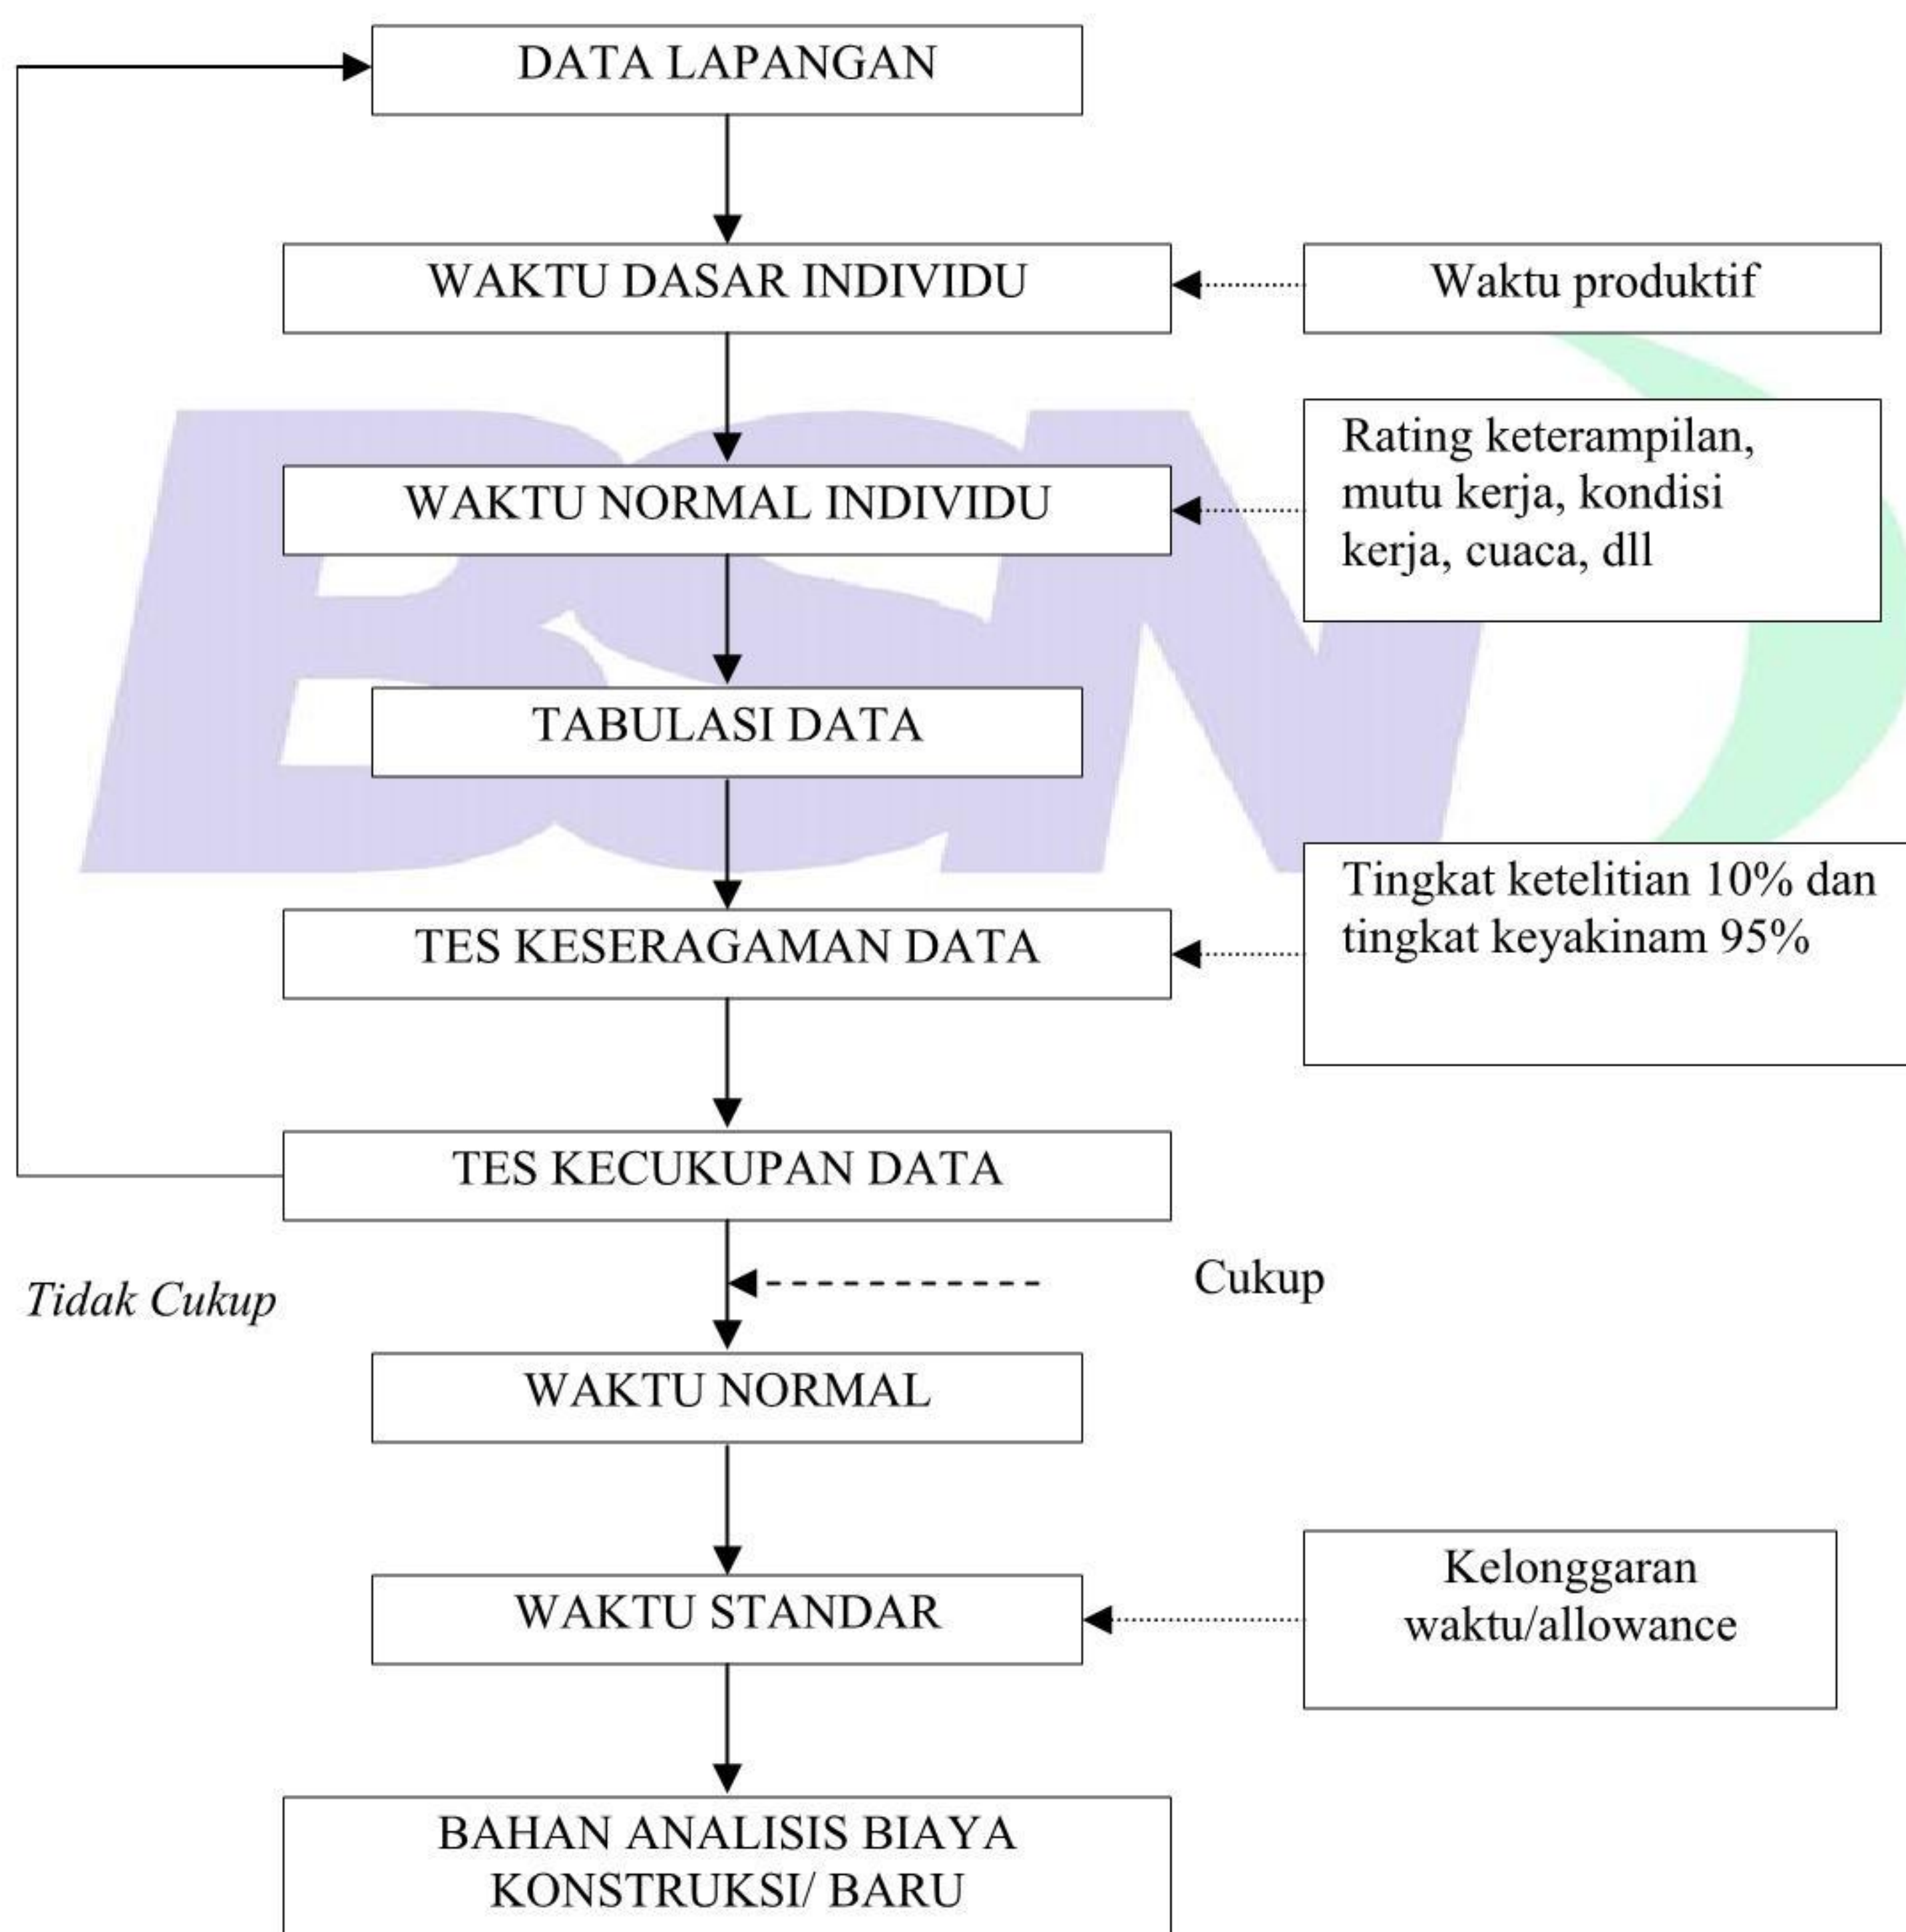 DATA LAPANGAN
WAKTU DASAR INDIVIDU
Waktu produktif
WAKTU NORMAL INDIVIDU
Rating keterampilan,
mutu kerja, kondisi
kerja, cuaca, dll
TABULASI DATA
TES KESERAGAMAN DATA
Tingkat ketelitian 10% dan
tingkat keyakinam 95%
TES KECUKUPAN DATA
Tidak Cukup
Cukup
WAKTU NORMAL
WAKTU STANDAR
Kelonggaran
waktu/allowance
BAHAN ANALISIS BIAYA
KONSTRUKSI/ BARU
BSN